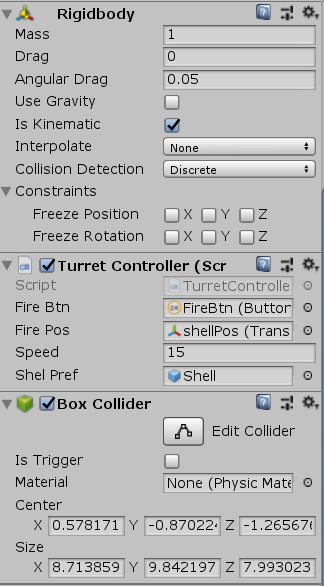 Rigidbody
Mass 1
Drag 0
Angular Drag 0.05
Use Gravity
Is Kinematic
Interpolate None
Collision Detection Discrete
Constraints
Freeze Position X Y Z
Freeze Rotation X Y Z
Turret Controller (Scr
Script TurretControlle
Fire Btn FireBtn (Button
Fire Pos shellPos (Trans
Speed 15
Shel Pref Shell
Box Collider
Edit Collider
Is Trigger
Material None (Physic Mate
Center
X 0.578171 Y -0.870224 Z -1.265676
Size
X 8.713859 Y 9.842197 Z 7.993023